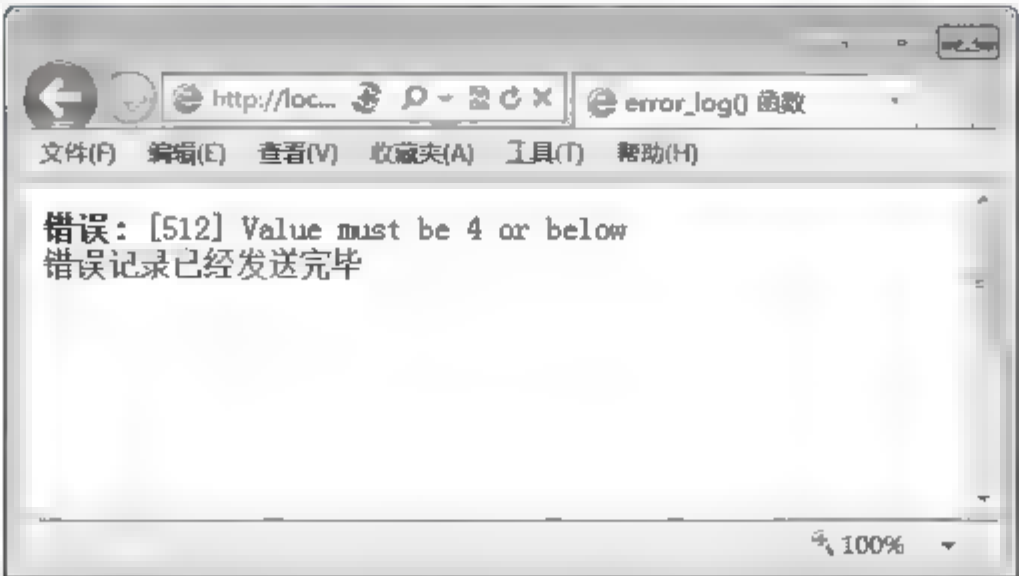 http://loc...
error_log() 函数
文件(F) 编辑(E) 查看(V) 收藏夹(A) 工具(T) 帮助(H)
错误: [512] Value must be 4 or below
错误记录已经发送完毕
100%